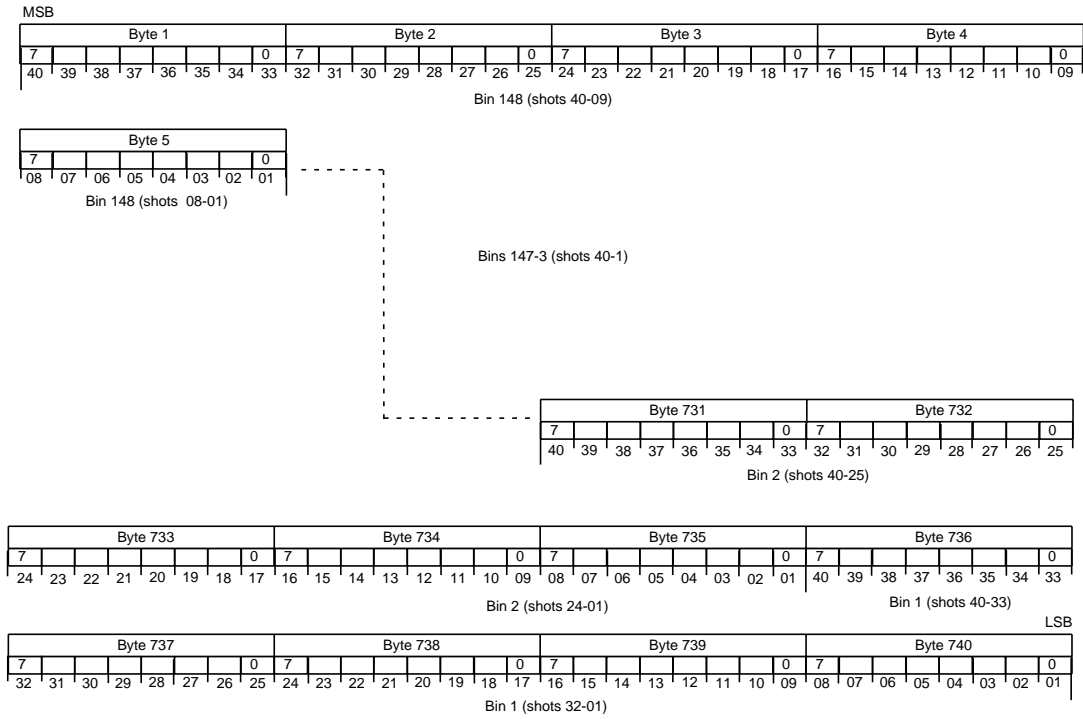 MSB
Byte 1 Byte 2 Byte 3 Byte 4
7 0 7 0 7 0 7 0
40 39 38 37 36 35 34 33 32 31 30 29 28 27 26 25 24 23 22 21 20 19 18 17 16 15 14 13 12 11 10 09
Bin 148 (shots 40-09)
Byte 5
7 0
08 07 06 05 04 03 02 01
Bin 148 (shots 08-01)
Bins 147-3 (shots 40-1)
Byte 731 Byte 732
7 0 7 0
40 39 38 37 36 35 34 33 32 31 30 29 28 27 26 25
Bin 2 (shots 40-25)
Byte 733 Byte 734 Byte 735 Byte 736
7 0 7 0 7 0 7 0
24 23 22 21 20 19 18 17 16 15 14 13 12 11 10 09 08 07 06 05 04 03 02 01 40 39 38 37 36 35 34 33
Bin 2 (shots 24-01) Bin 1 (shots 40-33)
LSB
Byte 737 Byte 738 Byte 739 Byte 740
7 0 7 0 7 0 7 0
32 31 30 29 28 27 26 25 24 23 22 21 20 19 18 17 16 15 14 13 12 11 10 09 08 07 06 05 04 03 02 01
Bin 1 (shots 32-01)